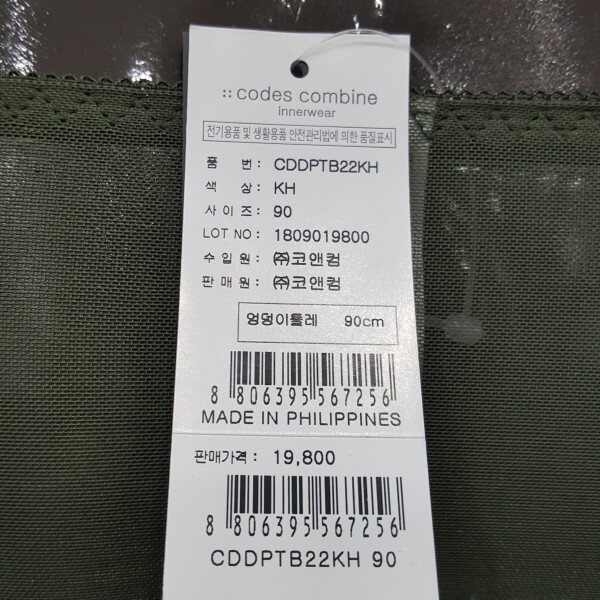 :: codes combine
innerwear
전기용품 및 생활용품 안전관리법에 의한 품질표시
품 번: CDDPTB22KH
색 상: KH
사 이 즈: 90
LOT NO: 1809019800
수 입 원: ㈜코앤컴
판 매 원: ㈜코앤컴
엉덩이둘레 90cm
8 806395 567256
MADE IN PHILIPPINES
판매가격: 19,800
8 806395 567256
CDDPTB22KH 90